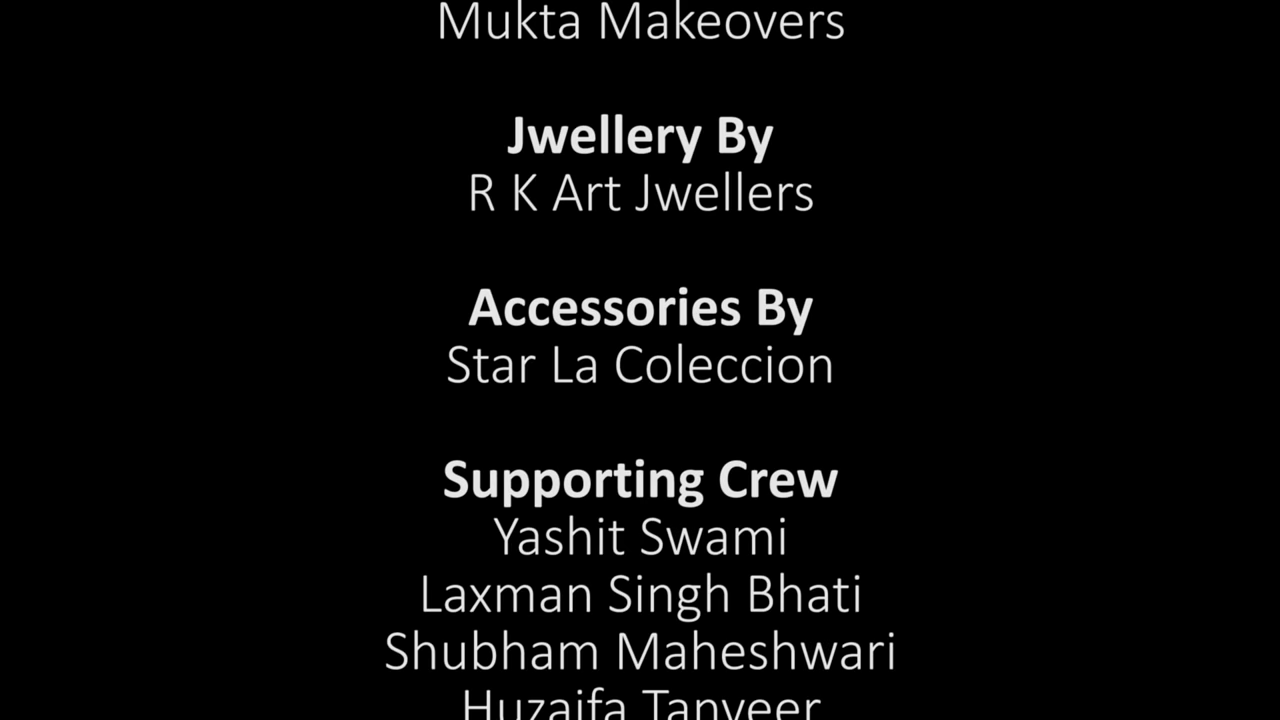 Mukta Makeovers
Jwellery By
R K Art Jwellers
Accessories By
Star La Coleccion
Supporting Crew
Yashit Swami
Laxman Singh Bhati
Shubham Maheshwari
Huzaifa Tanveer